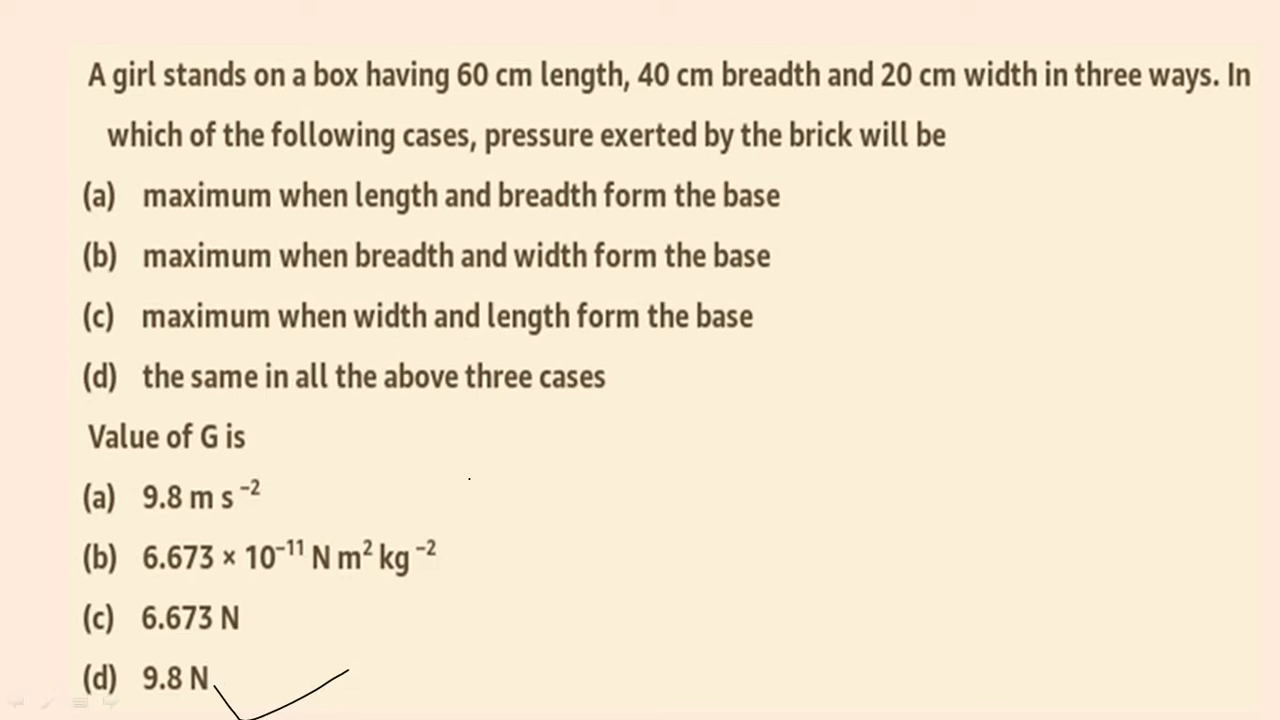 A girl stands on a box having 60 cm length, 40 cm breadth and 20 cm width in three ways. In
which of the following cases, pressure exerted by the brick will be
(a) maximum when length and breadth form the base
(b) maximum when breadth and width form the base
(c) maximum when width and length form the base
(d) the same in all the above three cases
Value of G is
(a) 9.8 m s⁻²
(b) 6.673 × 10⁻¹¹ N m² kg⁻²
(c) 6.673 N
(d) 9.8 N